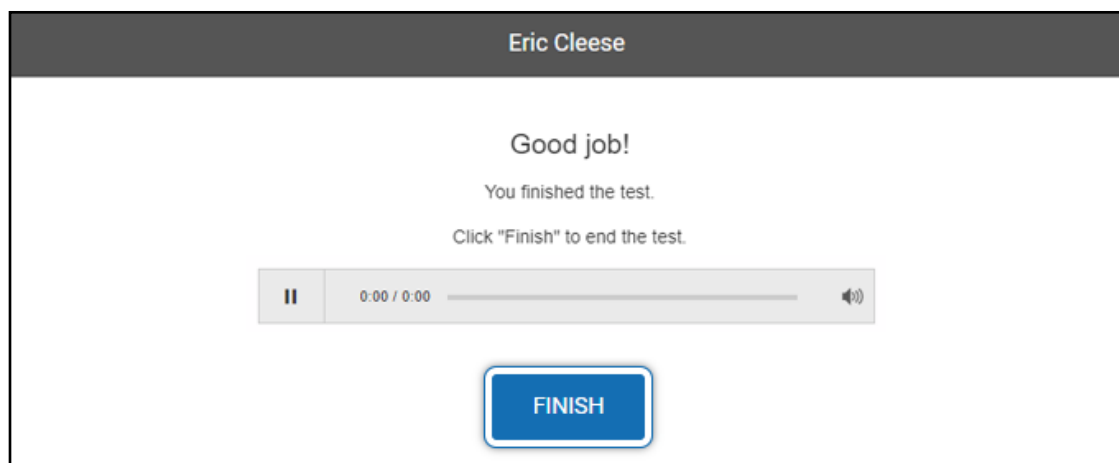 Eric Cleese
Good job!
You finished the test.
Click "Finish" to end the test.
0:00 / 0:00
FINISH